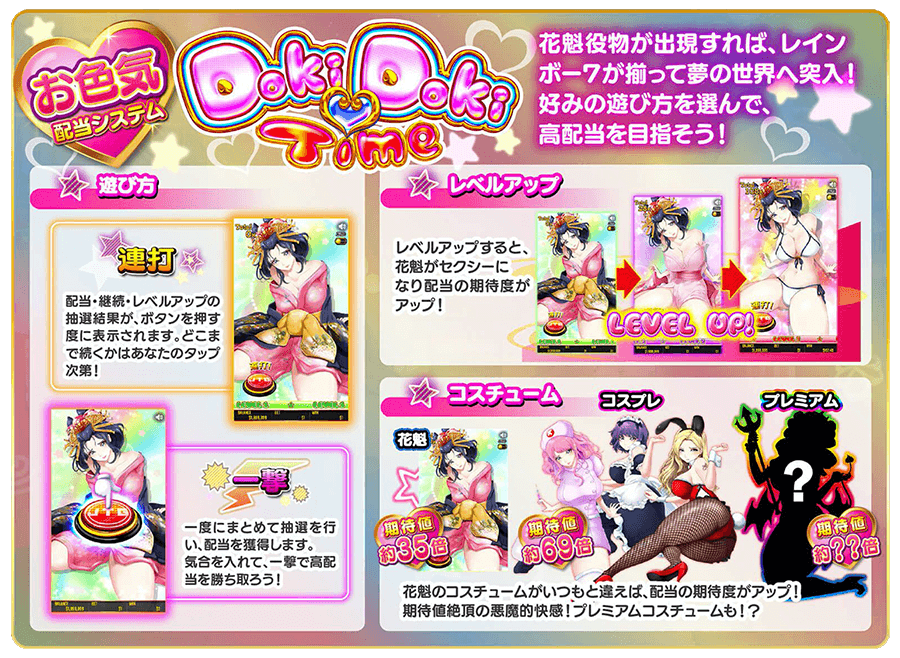 お色気
配当システム
Doki Doki
Time
花魁役物が出現すれば、レイン
ボー7が揃って夢の世界へ突入!
好みの遊び方を選んで、
高配当を目指そう!
遊び方
連打
配当・継続・レベルアップの
抽選結果が、ボタンを押す
度に表示されます。どこま
で続くかはあなたのタップ
次第!
一撃
一度にまとめて抽選を行
い、配当を獲得します。
気合を入れて、一撃で高配
当を勝ち取ろう!
レベルアップ
レベルアップすると、
花魁がセクシーに
なり配当の期待度が
アップ!
LEVEL UP!
コスチューム
花魁
期待値
約35倍
コスプレ
期待値
約69倍
プレミアム
?
期待値
約??倍
花魁のコスチュームがいつもと違えば、配当の期待度がアップ!
期待値絶頂の悪魔的快感!プレミアムコスチュームも!?